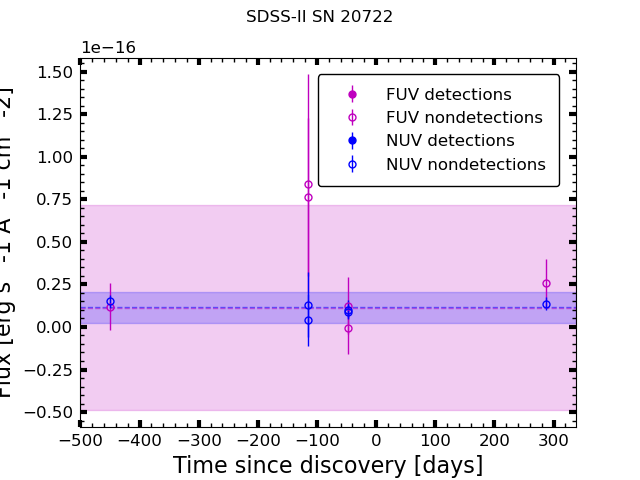 SDSS-II SN 20722
1e−16
1.50
1.25
1.00
0.75
0.50
0.25
0.00
−0.25
−0.50
FUV detections
FUV nondetections
NUV detections
NUV nondetections
−500
−400
−300
−200
−100
0
100
200
300
Time since discovery [days]
Flux [erg s -1 A -1 cm -2]